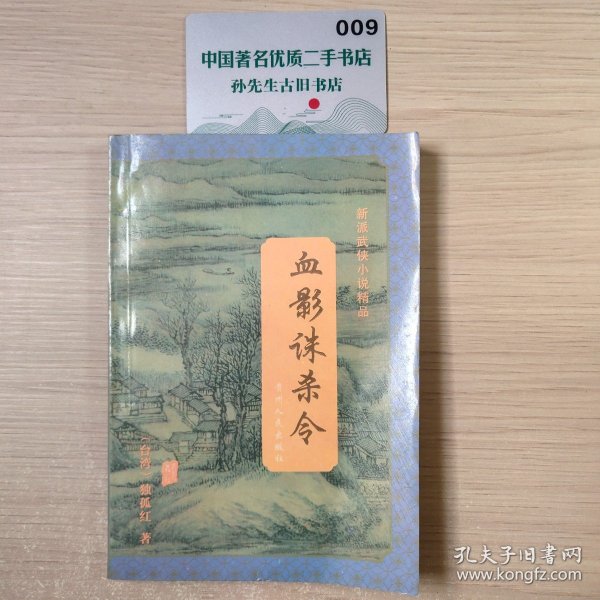 009
中国著名优质二手书店
孙先生古旧书店
新派武侠小说精品
血影诛杀令
贵州人民出版社
（台湾）独孤红 著
孔夫子旧书网
www.kongfz.com